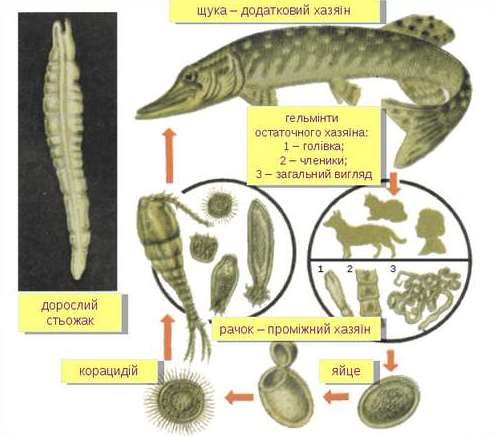 щука – додатковий хазяїн
гельмінти
остаточного хазяїна:
1 – голівка;
2 – членики;
3 – загальний вигляд
1 2 3
дорослий
стьожак
рачок – проміжний хазяїн
корацидій
яйце